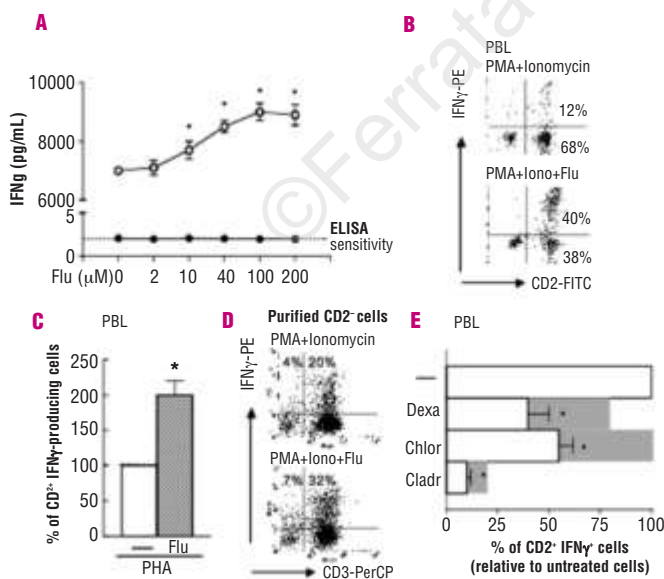 A
10000
8000
6000
5
0
IFNg (pg/mL)
* * * *
ELISA
sensitivity
Flu (µM) 0 2 10 40 100 200
©Ferrata
B
PBL
PMA+Ionomycin
IFNγ-PE
12%
68%
PMA+Iono+Flu
40%
38%
CD2-FITC
C
PBL
% of CD²⁺ IFNγ-producing cells
250
200
150
100
50
0
*
— Flu
PHA
D
Purified CD2⁻ cells
PMA+Ionomycin
IFNγ-PE
4% 20%
PMA+Iono+Flu
7% 32%
CD3-PerCP
E
PBL
—
Dexa
Chlor
Cladr
* * *
0 25 50 75 100
% of CD2⁺ IFNγ⁺ cells
(relative to untreated cells)